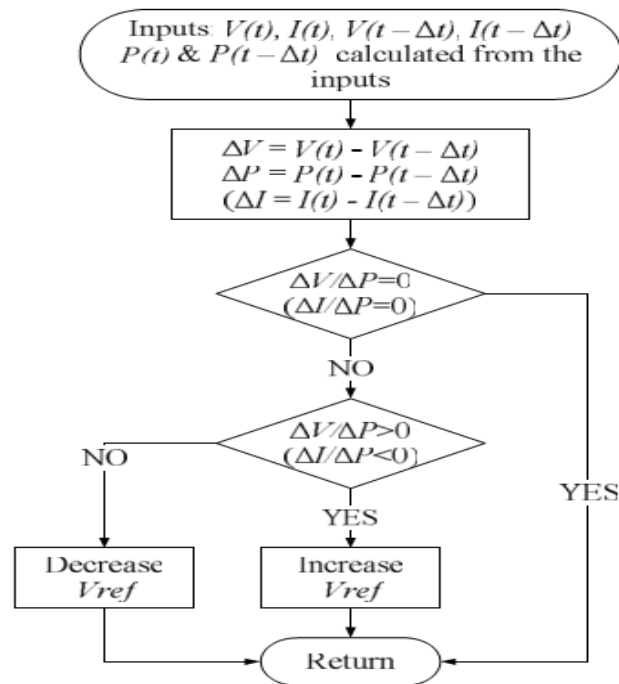 Inputs: V(t), I(t), V(t – Δt), I(t – Δt)
P(t) & P(t – Δt) calculated from the
inputs
ΔV = V(t) - V(t – Δt)
ΔP = P(t) - P(t – Δt)
(ΔI = I(t) - I(t – Δt))
ΔV/ΔP=0
(ΔI/ΔP=0)
NO
ΔV/ΔP>0
(ΔI/ΔP<0)
NO
YES
YES
Decrease
Vref
Increase
Vref
Return